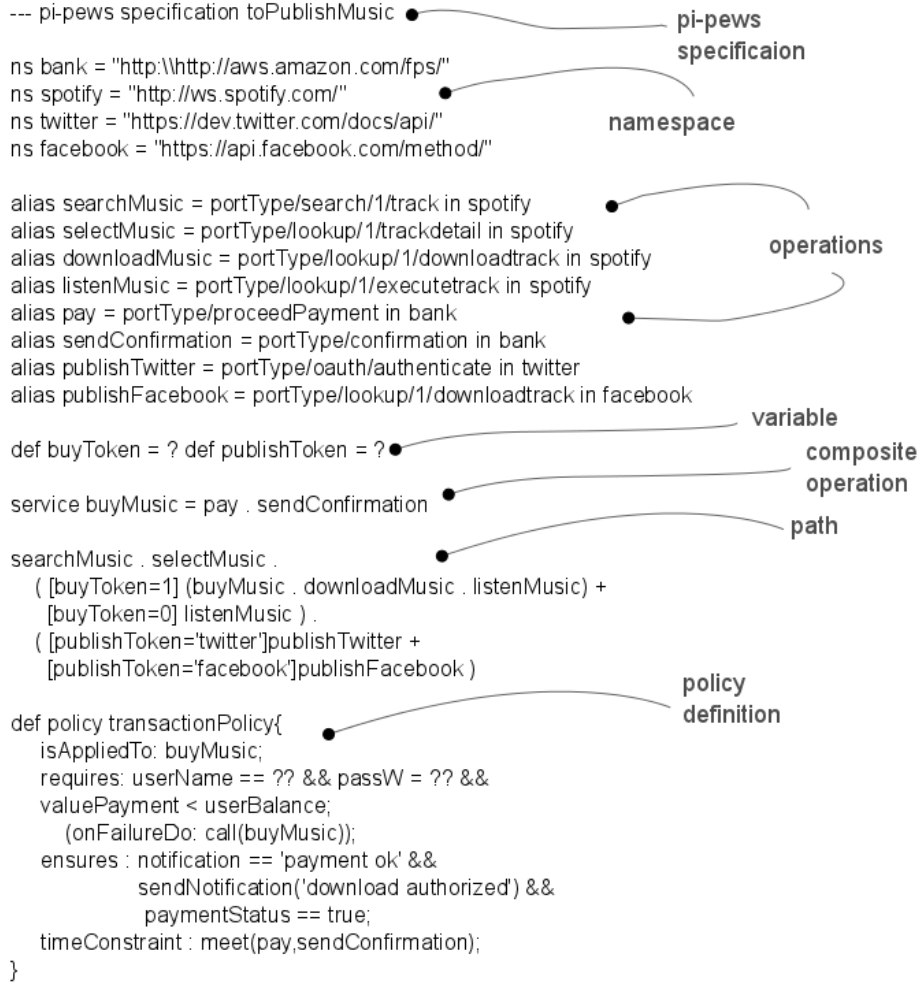 --- pi-pews specification toPublishMusic
pi-pews
specificaion
ns bank = "http:\\http://aws.amazon.com/fps/"
ns spotify = "http://ws.spotify.com/"
ns twitter = "https://dev.twitter.com/docs/api/"
ns facebook = "https://api.facebook.com/method/"
namespace
alias searchMusic = portType/search/1/track in spotify
alias selectMusic = portType/lookup/1/trackdetail in spotify
alias downloadMusic = portType/lookup/1/downloadtrack in spotify
alias listenMusic = portType/lookup/1/executetrack in spotify
alias pay = portType/proceedPayment in bank
alias sendConfirmation = portType/confirmation in bank
alias publishTwitter = portType/oauth/authenticate in twitter
alias publishFacebook = portType/lookup/1/downloadtrack in facebook
operations
def buyToken = ? def publishToken = ?
variable
service buyMusic = pay . sendConfirmation
composite
operation
searchMusic . selectMusic .
( [buyToken=1] (buyMusic . downloadMusic . listenMusic) +
[buyToken=0] listenMusic ) .
( [publishToken='twitter']publishTwitter +
[publishToken='facebook']publishFacebook )
path
def policy transactionPolicy{
isAppliedTo: buyMusic;
requires: userName == ?? && passW = ?? &&
valuePayment < userBalance;
(onFailureDo: call(buyMusic));
ensures : notification == 'payment ok' &&
sendNotification('download authorized') &&
paymentStatus == true;
timeConstraint : meet(pay,sendConfirmation);
}
policy
definition